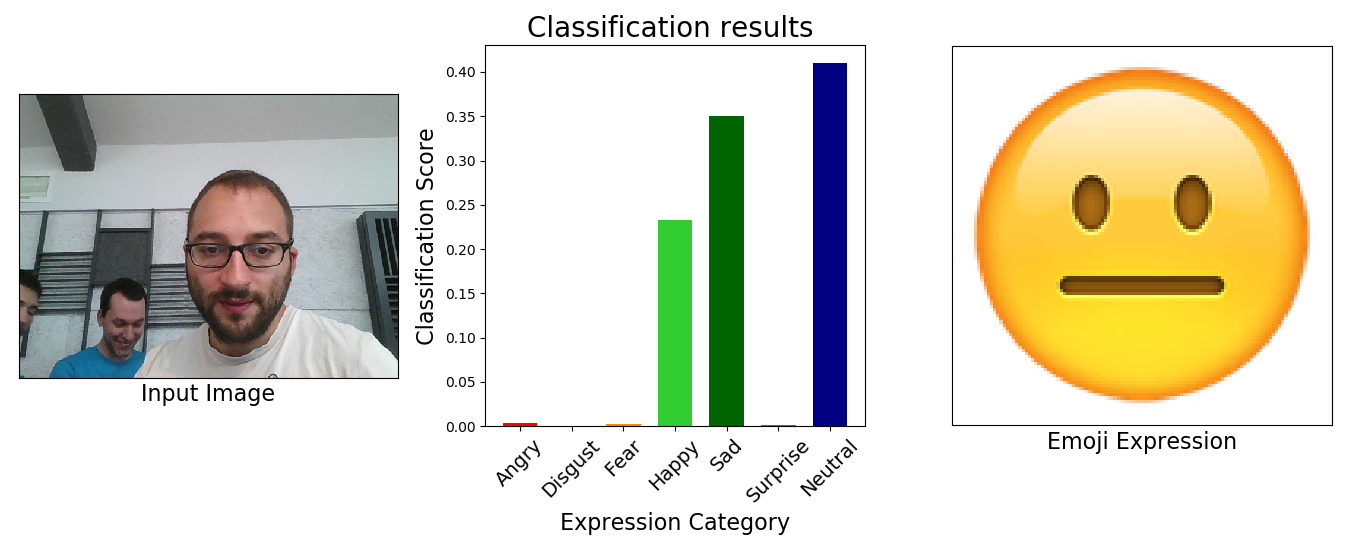 Classification results
Classification Score
0.40
0.35
0.30
0.25
0.20
0.15
0.10
0.05
0.00
Angry
Disgust
Fear
Happy
Sad
Surprise
Neutral
Expression Category
Input Image
Emoji Expression